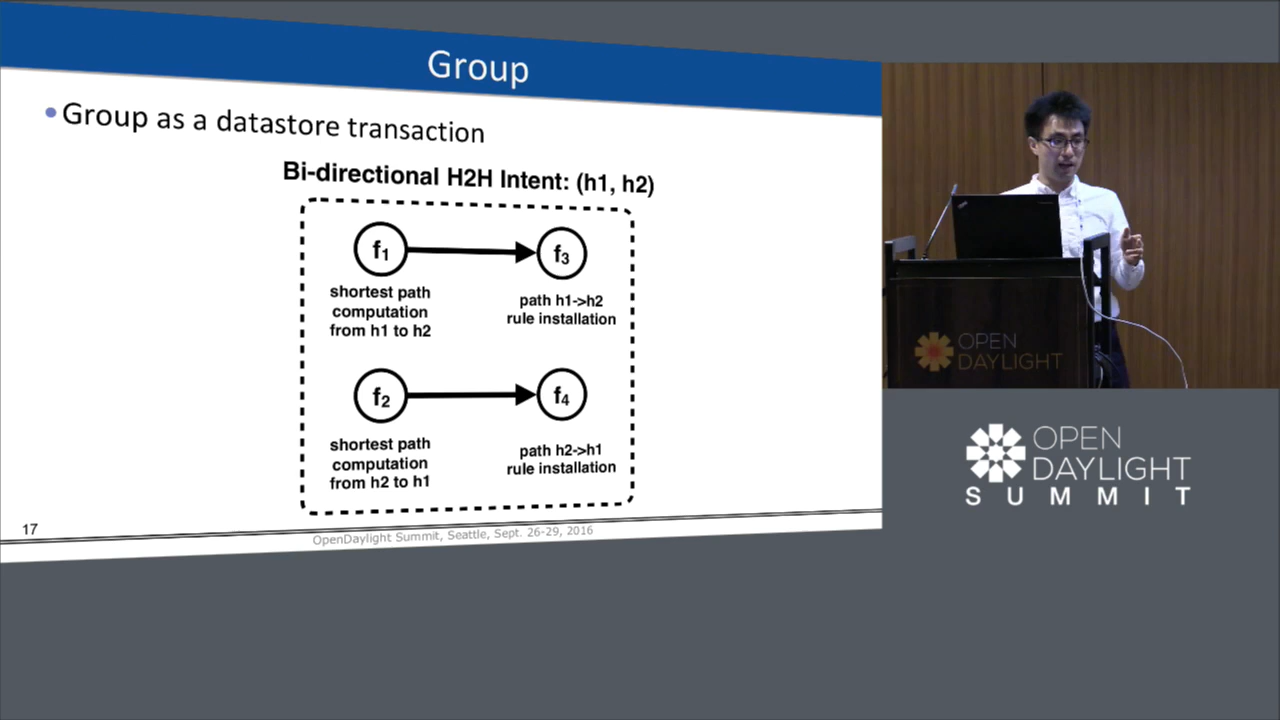 Group
• Group as a datastore transaction
Bi-directional H2H Intent: (h1, h2)
f1
f3
shortest path
computation
from h1 to h2
path h1->h2
rule installation
f2
f4
shortest path
computation
from h2 to h1
path h2->h1
rule installation
17
OpenDaylight Summit, Seattle, Sept. 26-29, 2016
OPEN
DAYLIGHT
OPEN
DAYLIGHT
SUMMIT